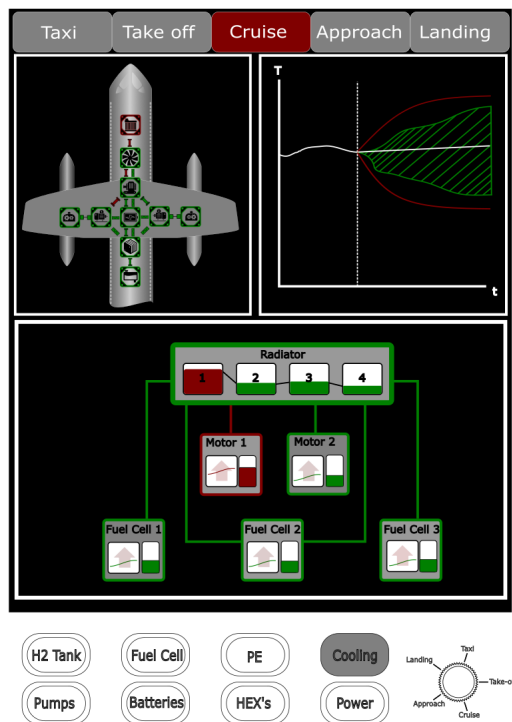 Taxi Take off Cruise Approach Landing
T
t
Radiator
1 2 3 4
Motor 1 Motor 2
Fuel Cell 1 Fuel Cell 2 Fuel Cell 3
H2 Tank Fuel Cell PE Cooling
Pumps Batteries HEX's Power
Taxi
Landing
Take-o
Approach
Cruise